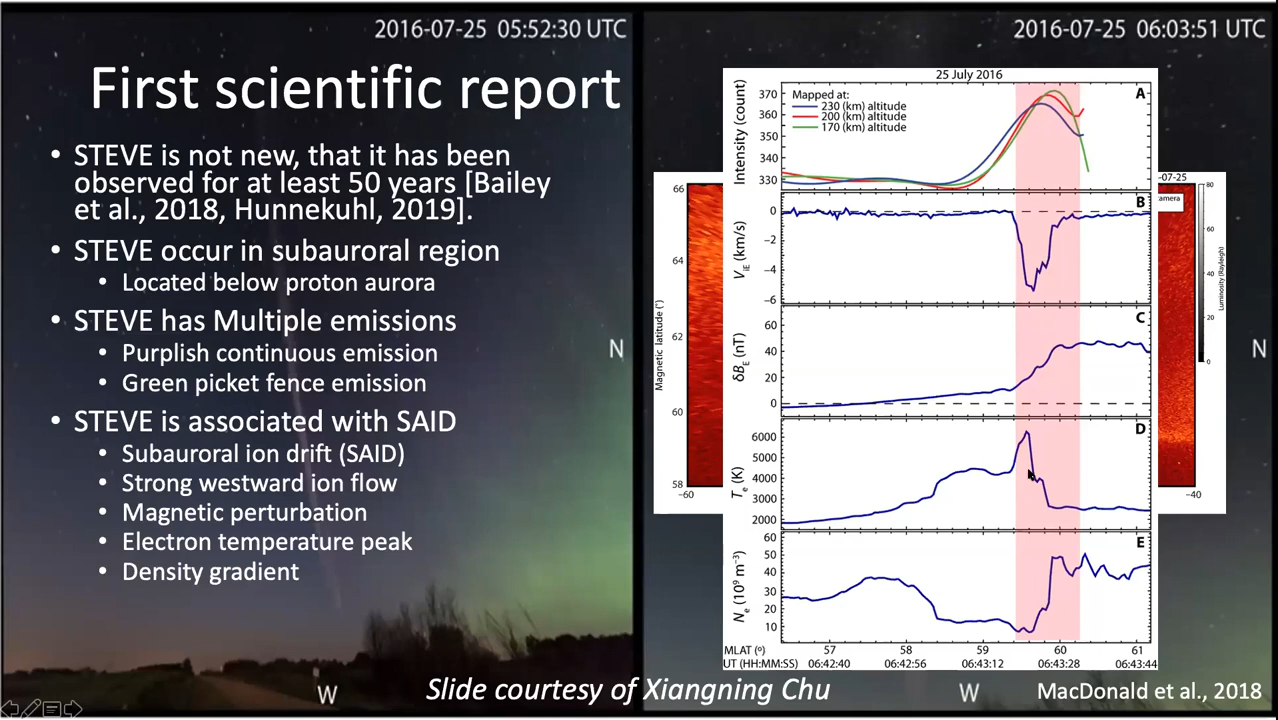 2016-07-25 05:52:30 UTC
2016-07-25 06:03:51 UTC
First scientific report
• STEVE is not new, that it has been
observed for at least 50 years [Bailey
et al., 2018, Hunnekuhl, 2019].
• STEVE occur in subauroral region
• Located below proton aurora
• STEVE has Multiple emissions
• Purplish continuous emission
• Green picket fence emission
• STEVE is associated with SAID
• Subauroral ion drift (SAID)
• Strong westward ion flow
• Magnetic perturbation
• Electron temperature peak
• Density gradient
N
W
25 July 2016
A
Mapped at:
230 (km) altitude
200 (km) altitude
170 (km) altitude
Intensity (count)
370
360
350
340
330
B
V_iE (km/s)
0
−2
−4
−6
C
δB_E (nT)
60
40
20
0
D
T_e (K)
6000
5000
4000
3000
2000
E
N_e (10⁹ m⁻³)
60
50
40
30
20
10
MLAT (º) 57 58 59 60 61
UT (HH:MM:SS) 06:42:40 06:42:56 06:43:12 06:43:28 06:43:44
Magnetic latitude (°)
66
64
62
60
58
−60
-07-25
amera
−40
80
60
40
20
0
Luminosity (Rayleigh)
N
W
Slide courtesy of Xiangning Chu
MacDonald et al., 2018